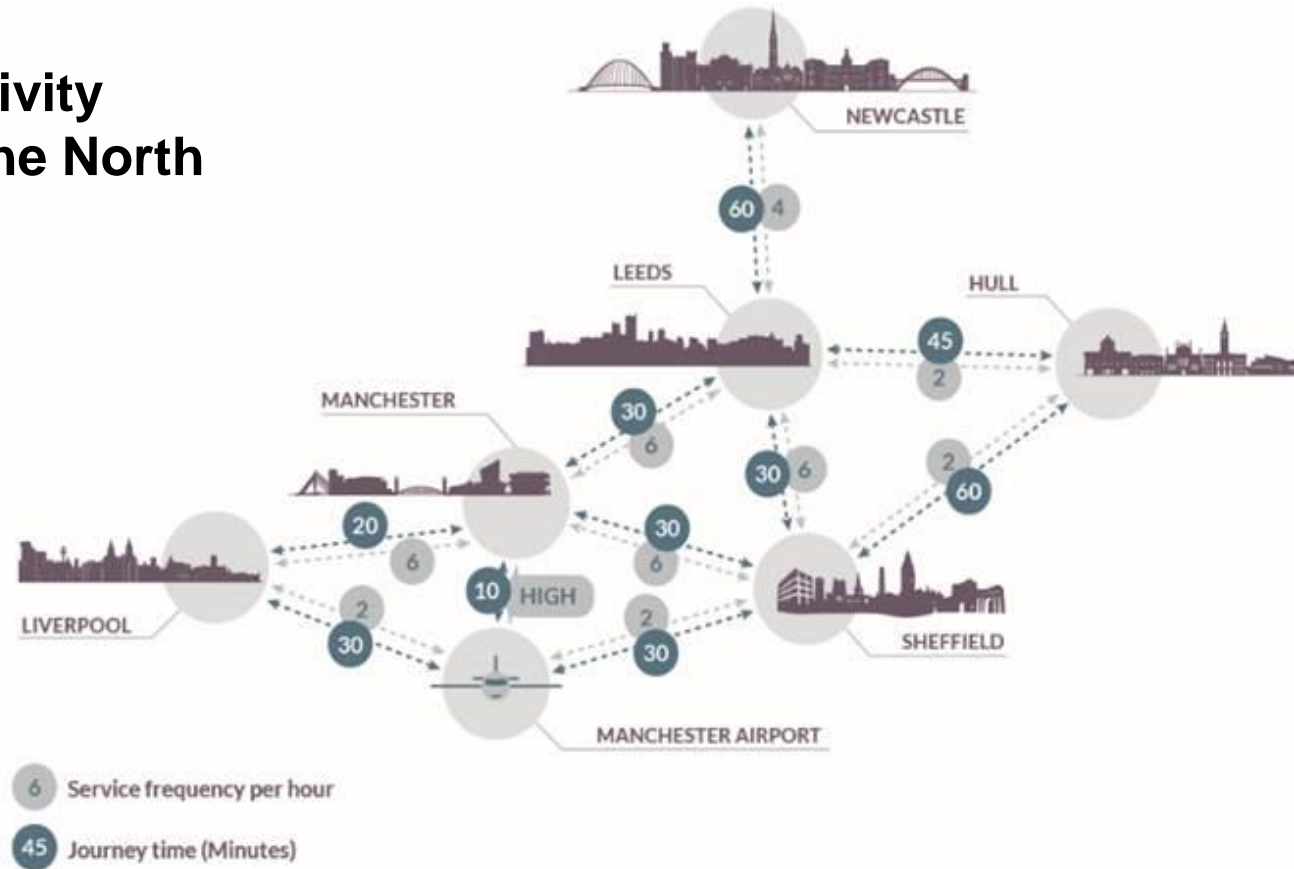 ivity
ne North
NEWCASTLE
60 4
LEEDS
HULL
45
2
MANCHESTER
30
6
30 6
2
60
20
6
30
6
10 HIGH
2
30
2
30
LIVERPOOL
SHEFFIELD
MANCHESTER AIRPORT
6 Service frequency per hour
45 Journey time (Minutes)